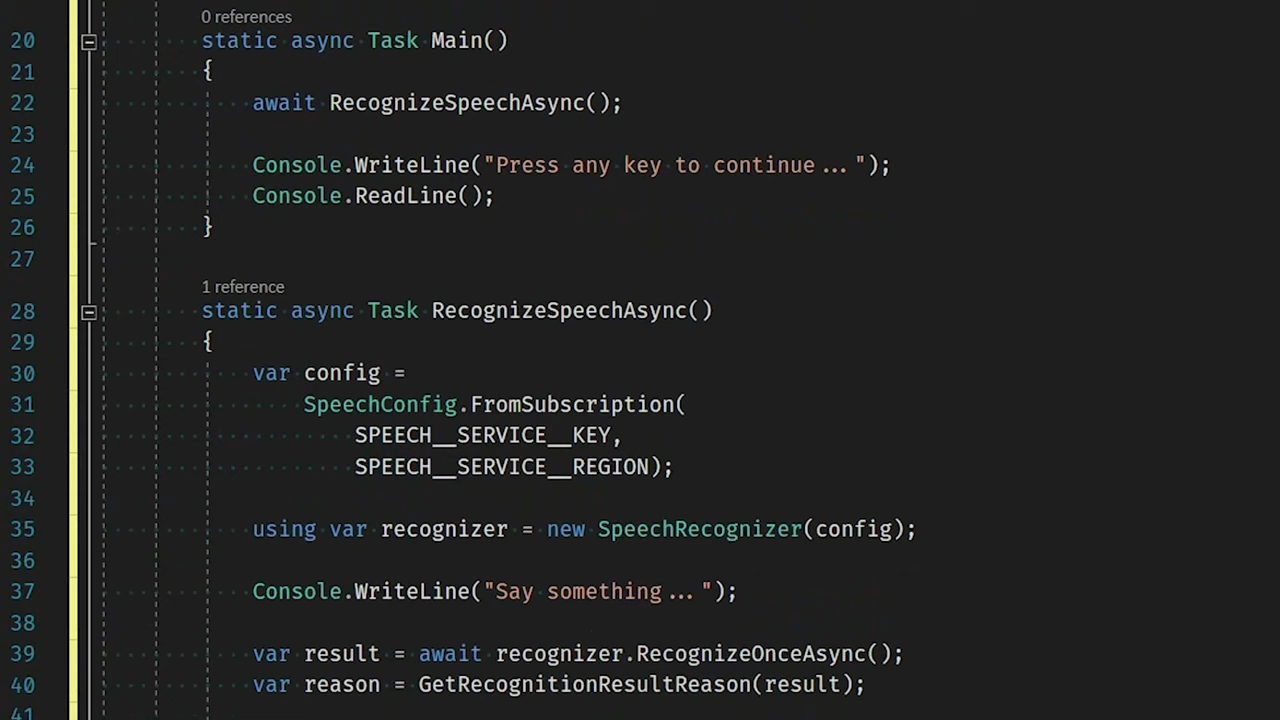 0 references
20 static async Task Main()
21 {
22 await RecognizeSpeechAsync();
23
24 Console.WriteLine("Press any key to continue...");
25 Console.ReadLine();
26 }
27
1 reference
28 static async Task RecognizeSpeechAsync()
29 {
30 var config =
31 SpeechConfig.FromSubscription(
32 SPEECH__SERVICE__KEY,
33 SPEECH__SERVICE__REGION);
34
35 using var recognizer = new SpeechRecognizer(config);
36
37 Console.WriteLine("Say something...");
38
39 var result = await recognizer.RecognizeOnceAsync();
40 var reason = GetRecognitionResultReason(result);
41